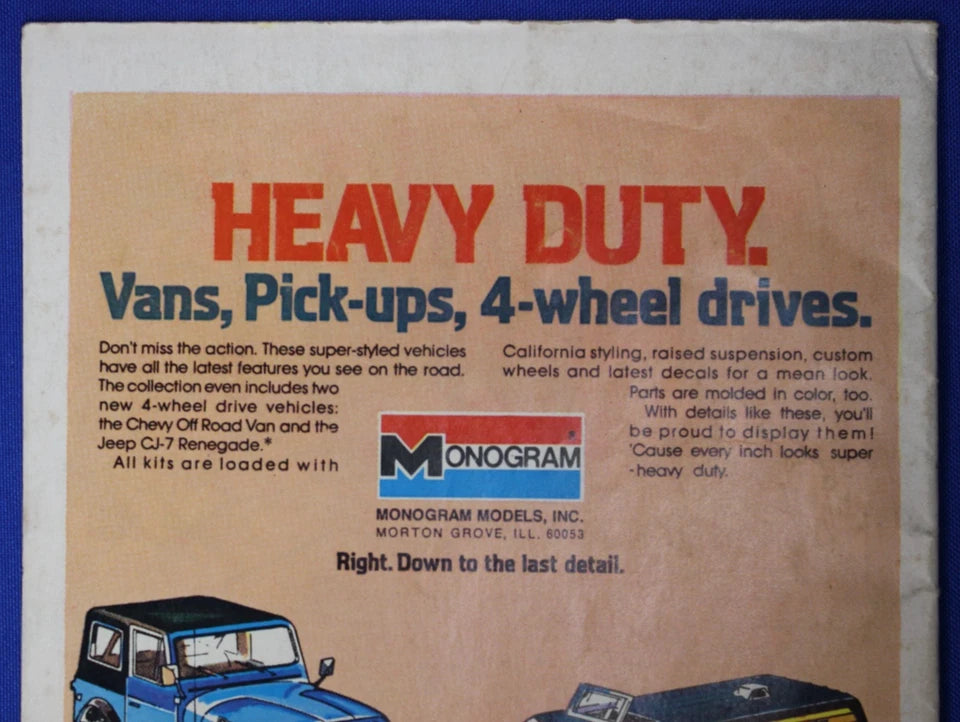 HEAVY DUTY.
Vans, Pick-ups, 4-wheel drives.
Don't miss the action. These super-styled vehicles
have all the latest features you see on the road.
The collection even includes two
new 4-wheel drive vehicles:
the Chevy Off Road Van and the
Jeep CJ-7 Renegade.*
All kits are loaded with
California styling, raised suspension, custom
wheels and latest decals for a mean look.
Parts are molded in color, too.
With details like these, you'll
be proud to display them!
'Cause every inch looks super
-heavy duty.
MONOGRAM
®
MONOGRAM MODELS, INC.
MORTON GROVE, ILL. 60053
Right. Down to the last detail.